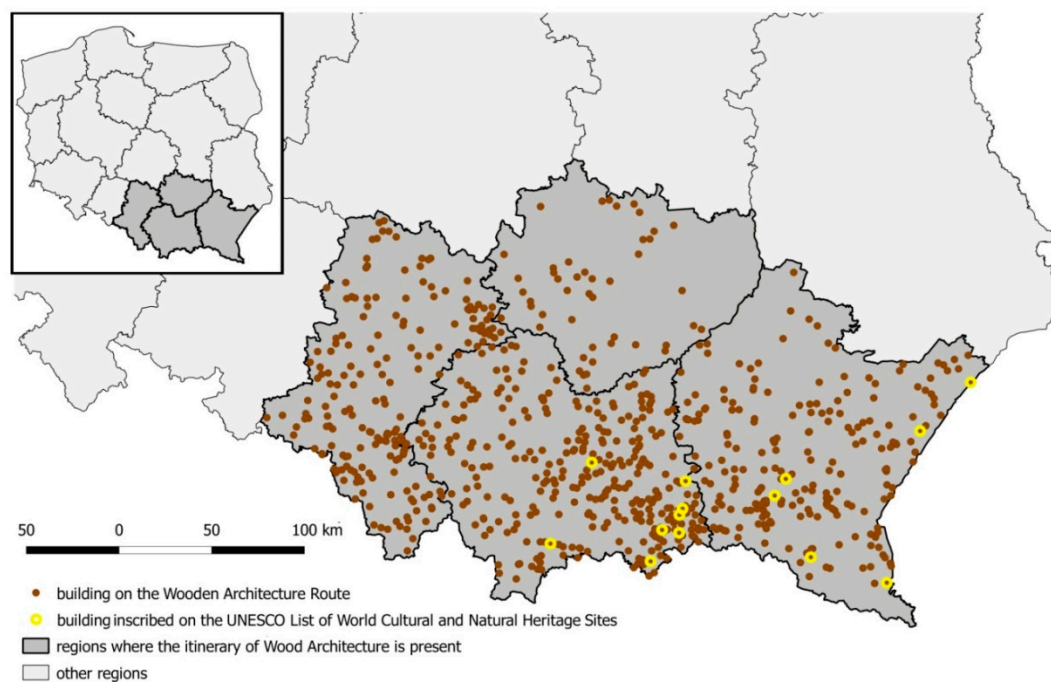 50 0 50 100 km
building on the Wooden Architecture Route
building inscribed on the UNESCO List of World Cultural and Natural Heritage Sites
regions where the itinerary of Wood Architecture is present
other regions